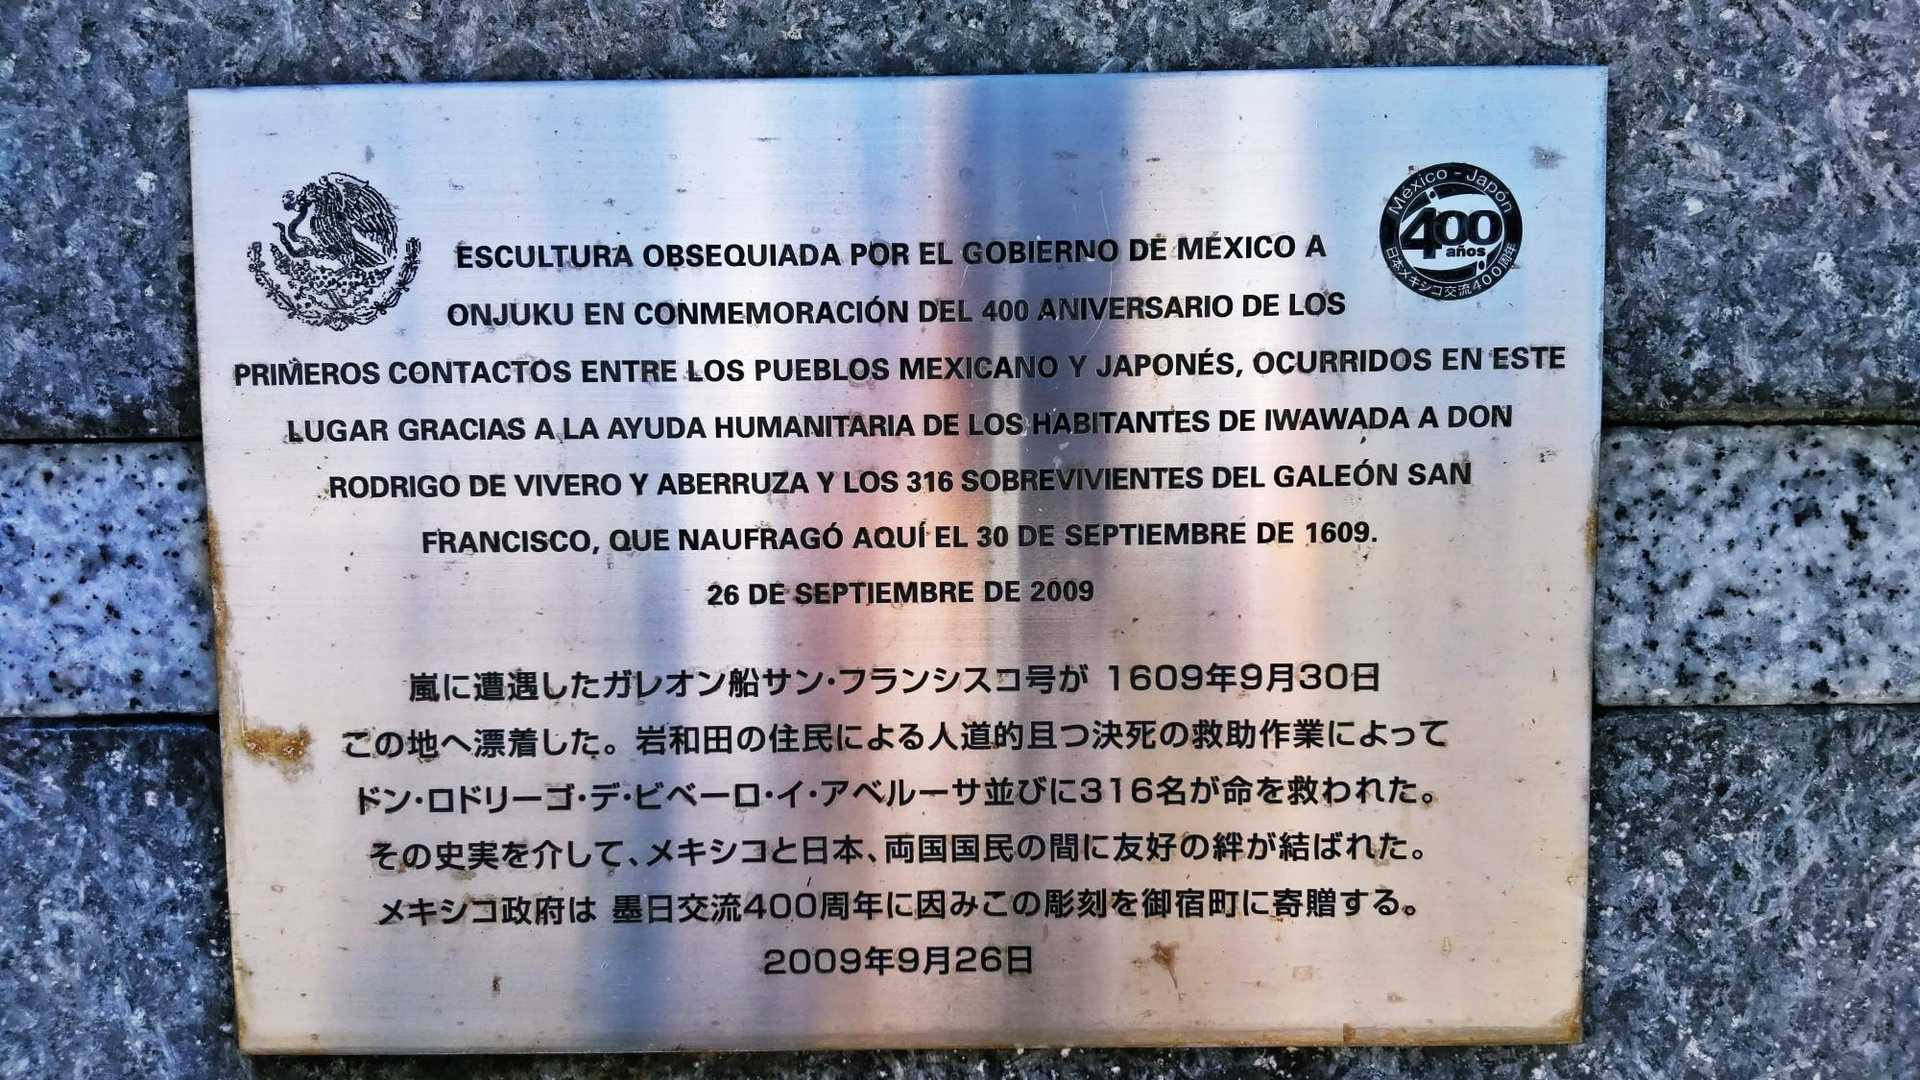 México - Japón
400
años
日本メキシコ交流400周年
ESCULTURA OBSEQUIADA POR EL GOBIERNO DE MÉXICO A
ONJUKU EN CONMEMORACIÓN DEL 400 ANIVERSARIO DE LOS
PRIMEROS CONTACTOS ENTRE LOS PUEBLOS MEXICANO Y JAPONÉS, OCURRIDOS EN ESTE
LUGAR GRACIAS A LA AYUDA HUMANITARIA DE LOS HABITANTES DE IWAWADA A DON
RODRIGO DE VIVERO Y ABERRUZA Y LOS 316 SOBREVIVIENTES DEL GALEÓN SAN
FRANCISCO, QUE NAUFRAGÓ AQUÍ EL 30 DE SEPTIEMBRE DE 1609.
26 DE SEPTIEMBRE DE 2009
嵐に遭遇したガレオン船サン・フランシスコ号が 1609年9月30日
この地へ漂着した。岩和田の住民による人道的且つ決死の救助作業によって
ドン・ロドリーゴ・デ・ビベーロ・イ・アベルーサ並びに316名が命を救われた。
その史実を介して、メキシコと日本、両国国民の間に友好の絆が結ばれた。
メキシコ政府は 墨日交流400周年に因みこの彫刻を御宿町に寄贈する。
2009年9月26日